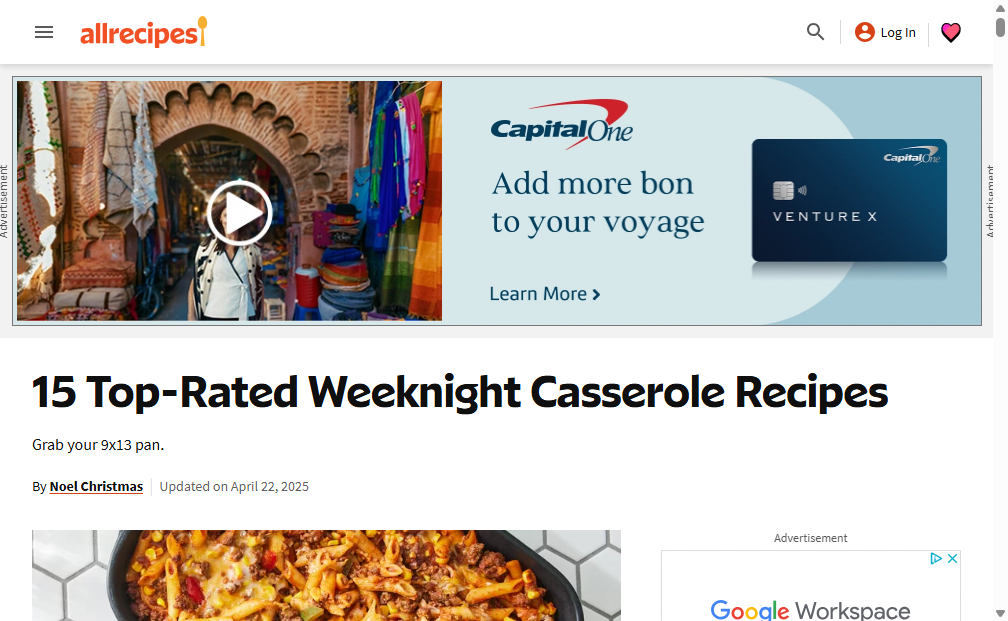 allrecipes
Log In
Advertisement
Advertisement
Capital One
Add more bon
to your voyage
Learn More
Capital One
VENTURE X
15 Top-Rated Weeknight Casserole Recipes
Grab your 9x13 pan.
By Noel Christmas Updated on April 22, 2025
Advertisement
Google Workspace